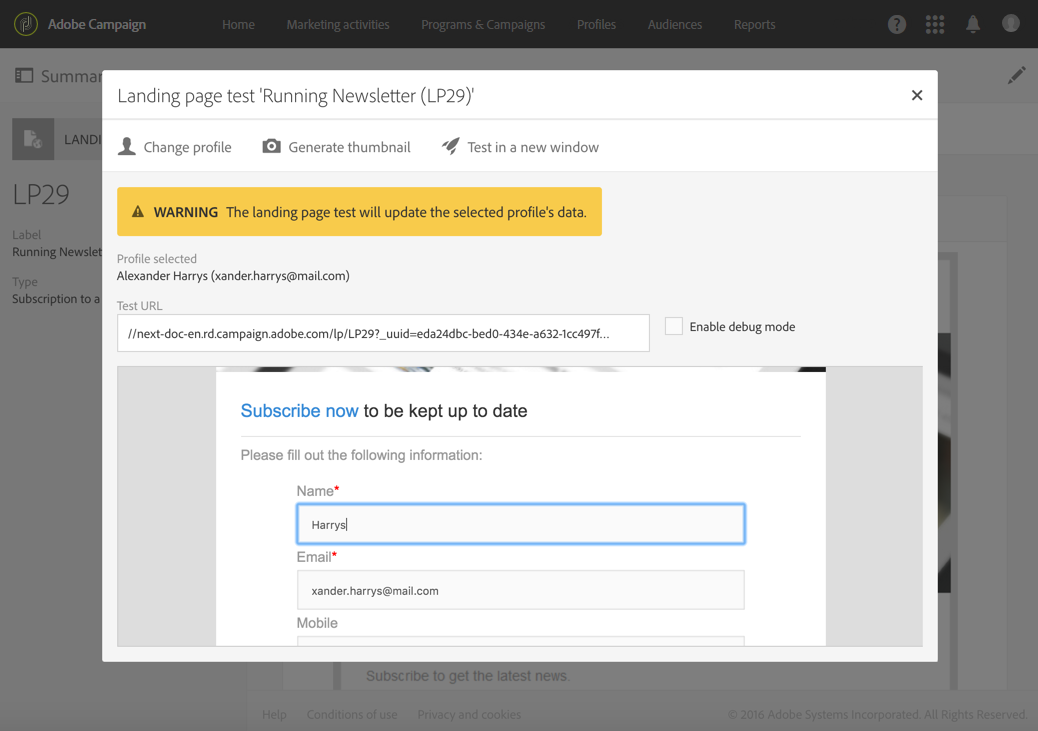 Adobe Campaign Home Marketing activities Programs & Campaigns Profiles Audiences Reports ?
Summar
Landing page test 'Running Newsletter (LP29)'
LANDI
Change profile Generate thumbnail Test in a new window
LP29
WARNING The landing page test will update the selected profile's data.
Label
Running Newslet
Type
Subscription to a
Profile selected
Alexander Harrys (xander.harrys@mail.com)
Test URL
//next-doc-en.rd.campaign.adobe.com/lp/LP29?_uuid=eda24dbc-bed0-434e-a632-1cc497f...
Enable debug mode
Subscribe now to be kept up to date
Please fill out the following information:
Name*
Harrys
Email*
xander.harrys@mail.com
Mobile
Subscribe to get the latest news.
Help Conditions of use Privacy and cookies © 2016 Adobe Systems Incorporated. All Rights Reserved.